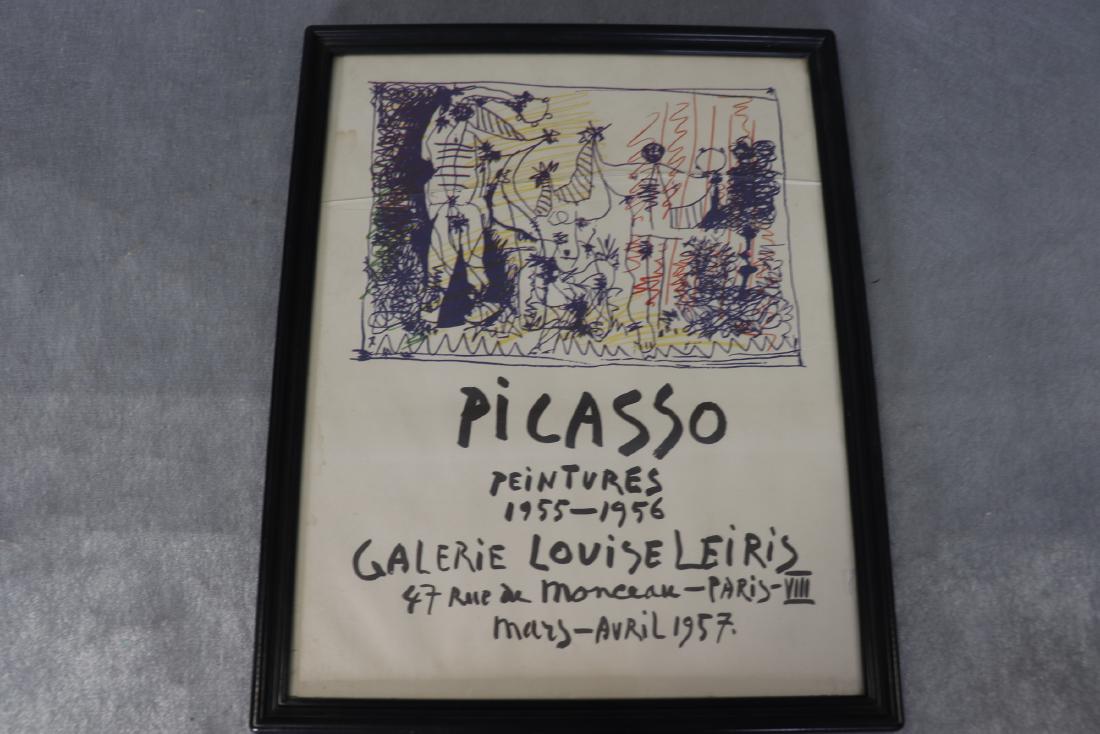 PiCASSO
PEiNTURES
1955–1956
GALERIE LOUiSE LEiRiS
47 Rue de Monceau–PARiS–VIII
Mars–AVRiL 1957.